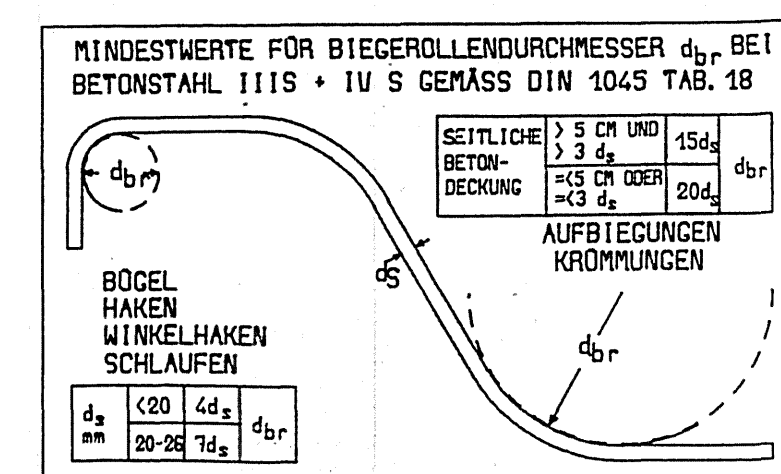 MINDESTWERTE FÜR BIEGEROLLENDURCHMESSER dbr BEI
BETONSTAHL IIIS + IV S GEMÄSS DIN 1045 TAB. 18
SEITLICHE BETON- DECKUNG
> 5 CM UND
> 3 ds
15ds
=<5 CM ODER
=<3 ds
20ds
dbr
dbr
AUFBIEGUNGEN
KRÜMMUNGEN
dS
BÜGEL
HAKEN
WINKELHAKEN
SCHLAUFEN
dbr
ds mm
<20 4ds
20-28 7ds
dbr